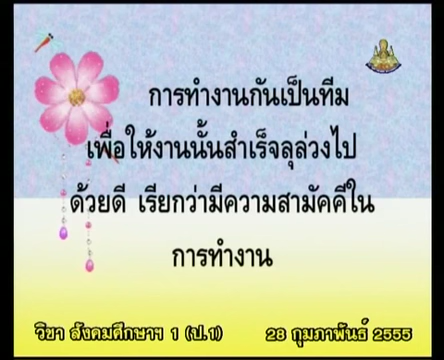 การทำงานกันเป็นทีม
เพื่อให้งานนั้นสำเร็จลุล่วงไป
ด้วยดี เรียกว่ามีความสามัคคีใน
การทำงาน
วิชา สังคมศึกษาฯ 1 (ป.1) 28 กุมภาพันธ์ 2555